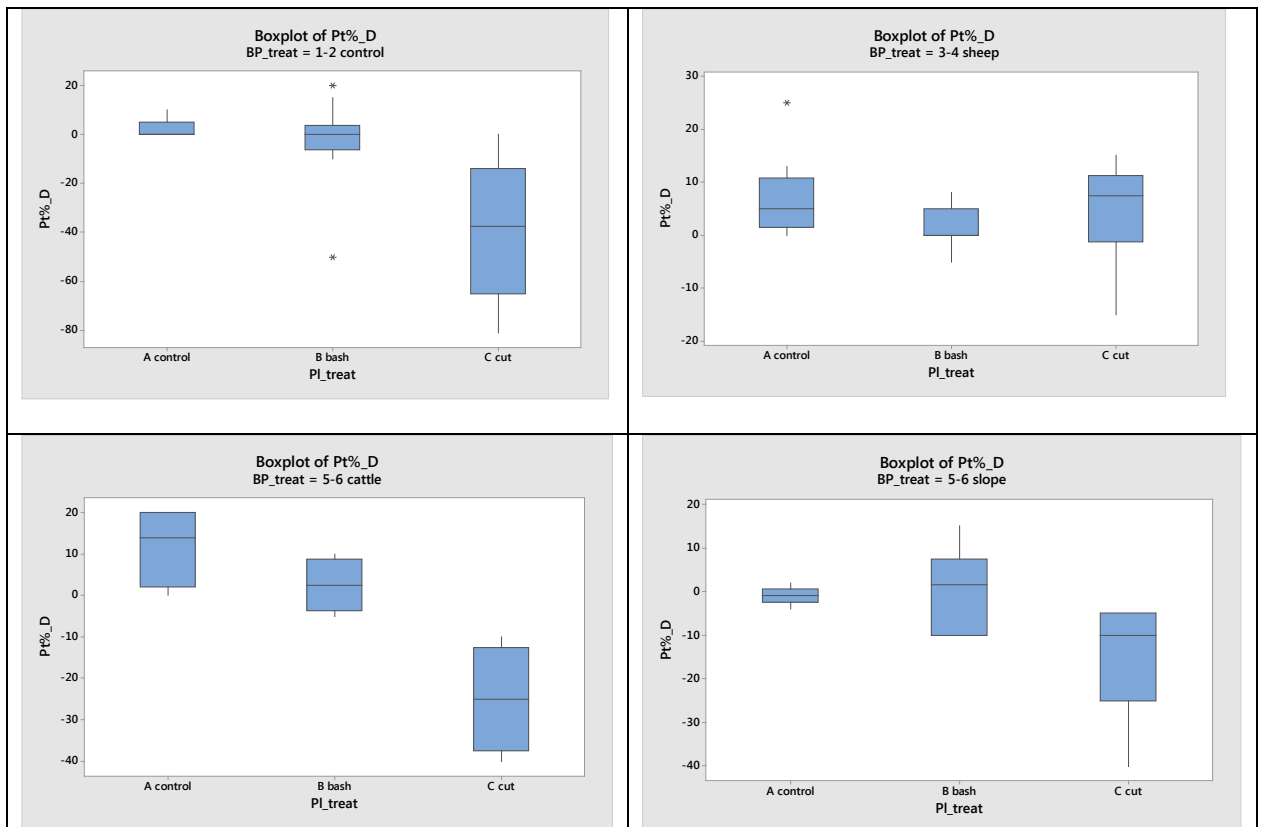 Boxplot of Pt%_D
BP_treat = 1-2 control
20
0
-20
-40
-60
-80
Pt%_D
A control B bash C cut
Pl_treat
Boxplot of Pt%_D
BP_treat = 3-4 sheep
30
20
10
0
-10
-20
Pt%_D
A control B bash C cut
Pl_treat
Boxplot of Pt%_D
BP_treat = 5-6 cattle
20
10
0
-10
-20
-30
-40
Pt%_D
A control B bash C cut
Pl_treat
Boxplot of Pt%_D
BP_treat = 5-6 slope
20
10
0
-10
-20
-30
-40
Pt%_D
A control B bash C cut
Pl_treat